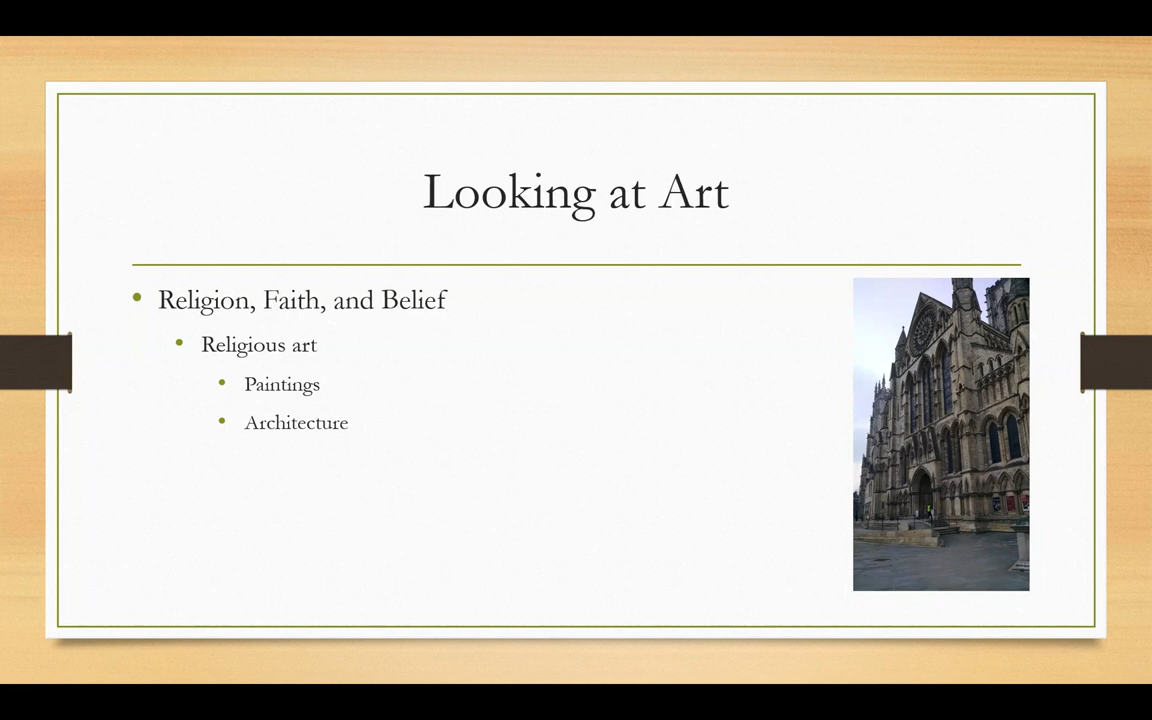 Looking at Art
Religion, Faith, and Belief
Religious art
Paintings
Architecture